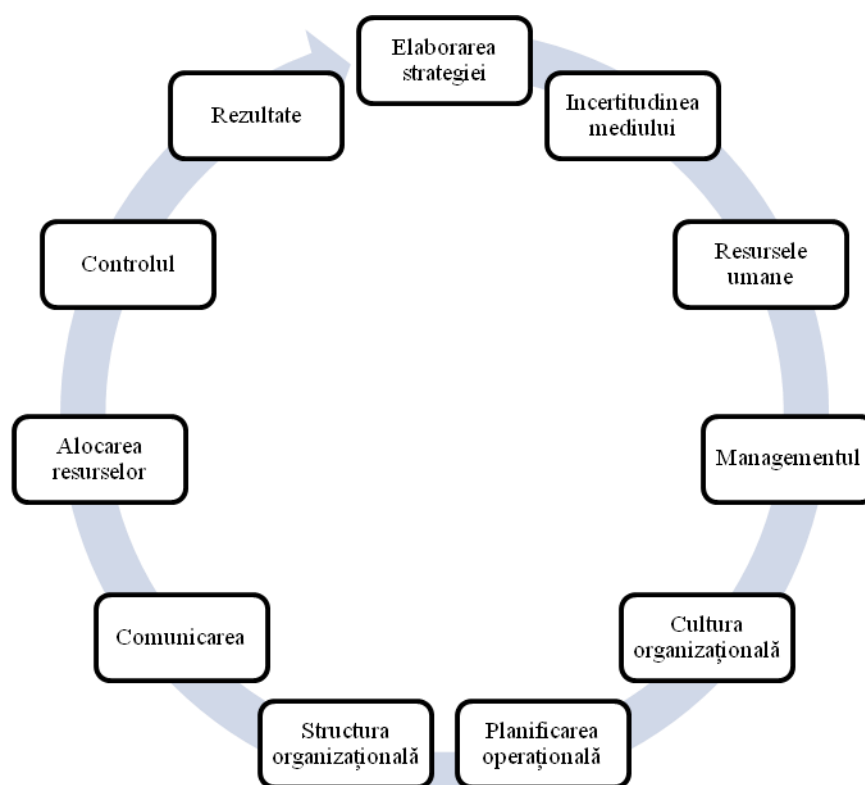 Elaborarea
strategiei
Incertitudinea
mediului
Resursele
umane
Managementul
Cultura
organizațională
Planificarea
operațională
Structura
organizațională
Comunicarea
Alocarea
resurselor
Controlul
Rezultate